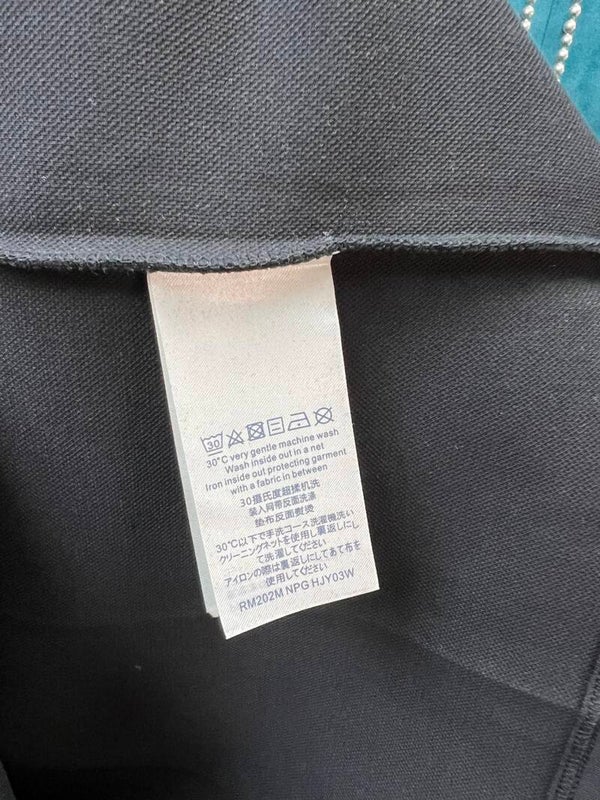 30
30°C very gentle machine wash
Wash inside out in a net
Iron inside out protecting garment
with a fabric in between
30摄氏度超揉机洗
装入网带反面洗涤
垫布反面熨烫
30℃以下で手洗コース洗濯機洗い
クリーニングネットを使用し裏返しにし
て洗濯してください
アイロンの際は裏返しにしてあて布を
使用してください
RM202M NPG HJY03W